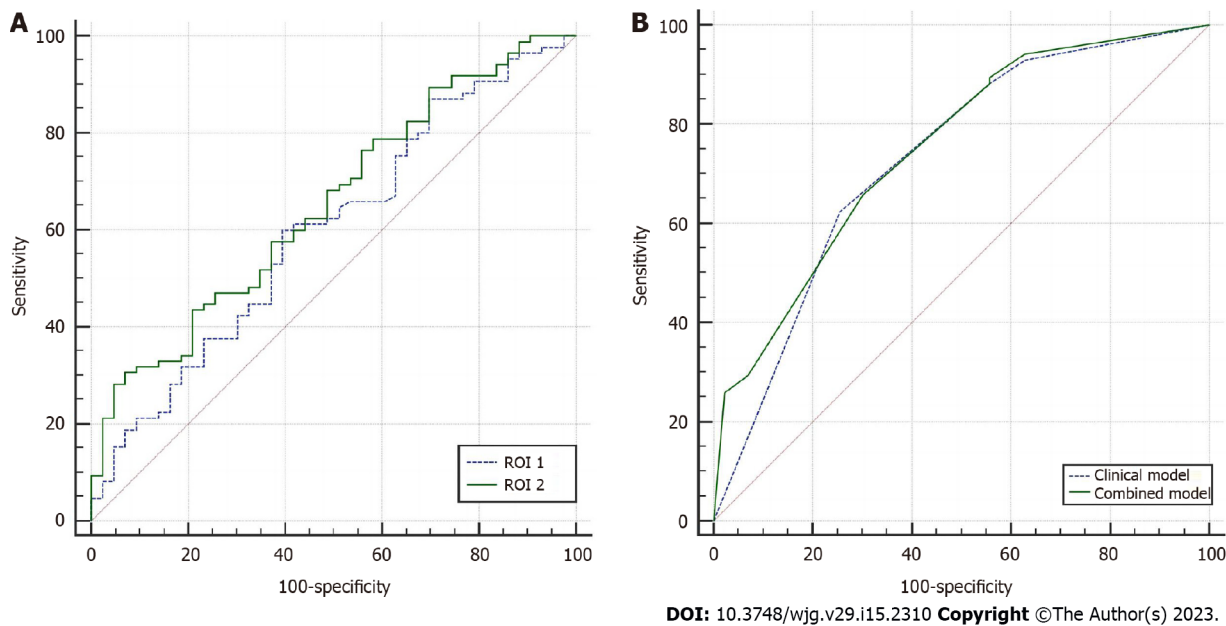 A
100
80
60
40
20
0
Sensitivity
0 20 40 60 80 100
100-specificity
ROI 1
ROI 2
B
100
80
60
40
20
0
Sensitivity
0 20 40 60 80 100
100-specificity
Clinical model
Combined model
DOI: 10.3748/wjg.v29.i15.2310 Copyright ©The Author(s) 2023.